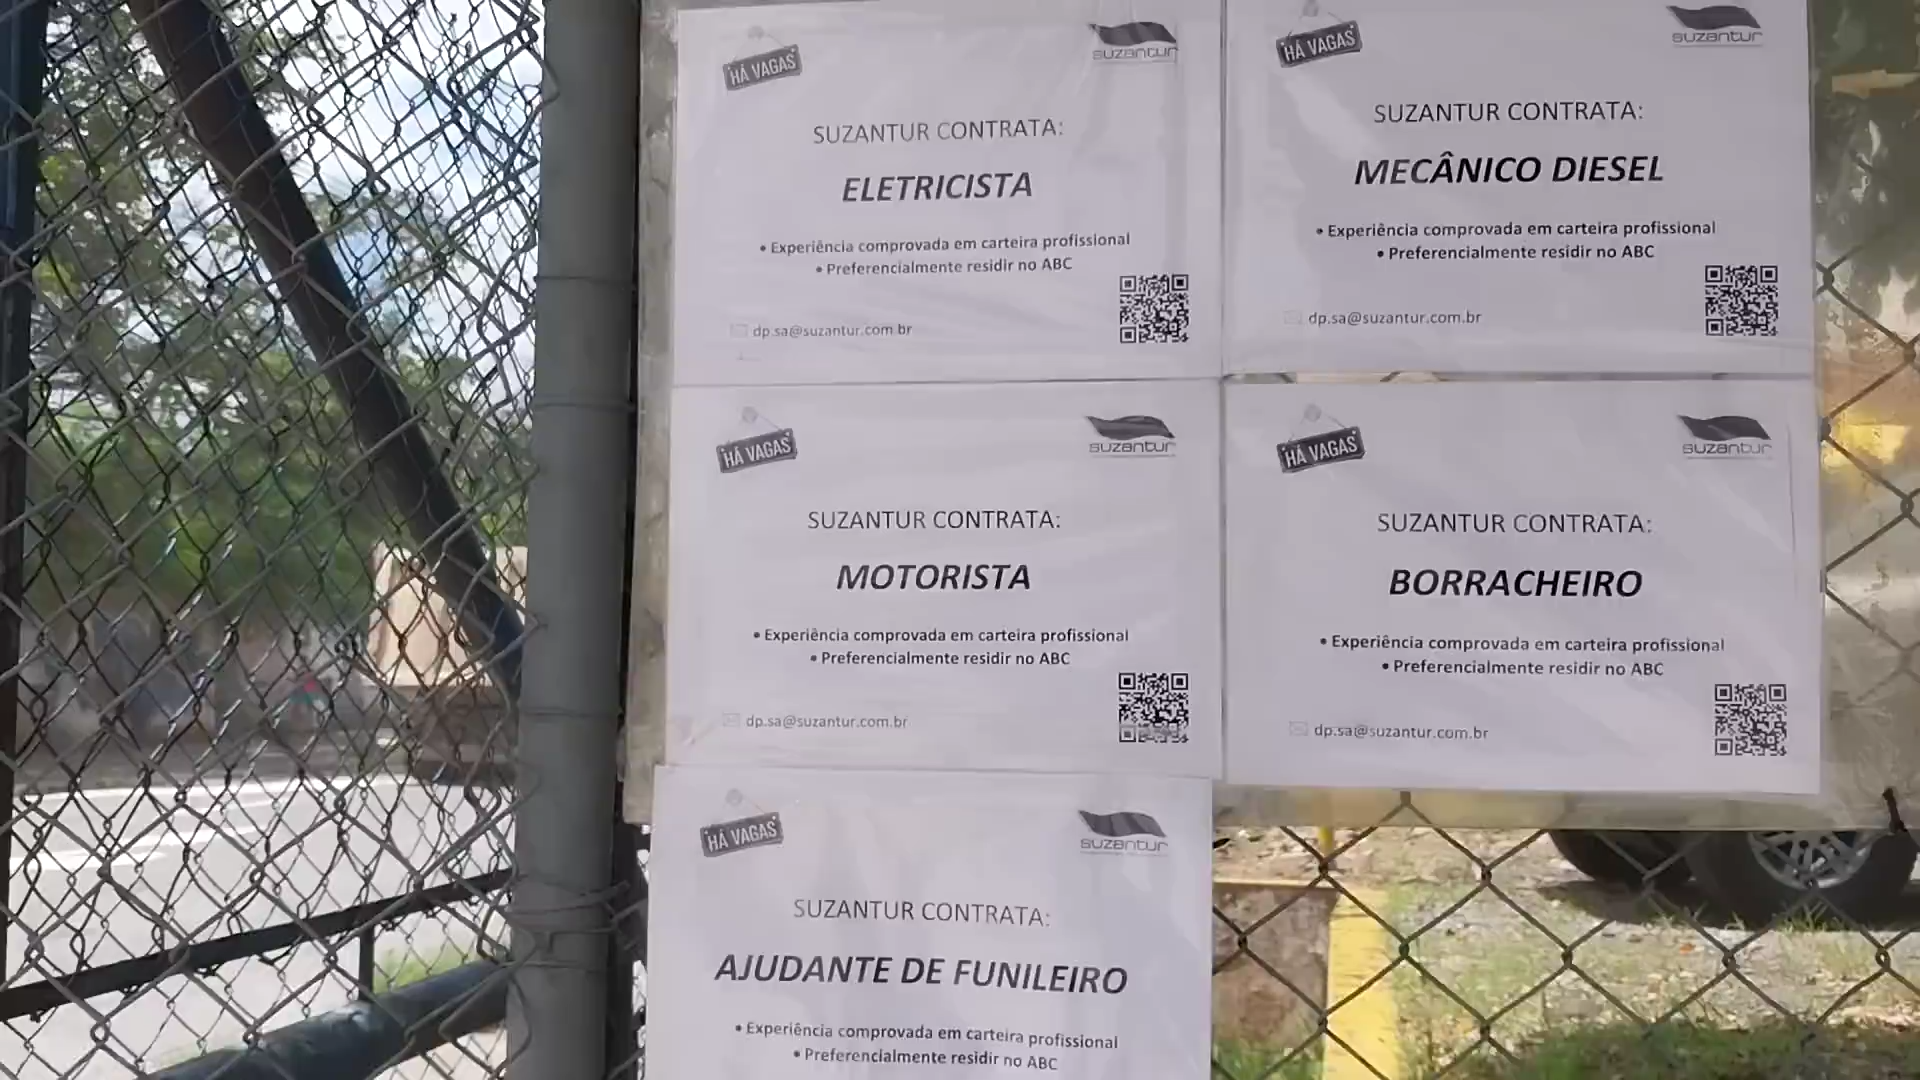 HÁ VAGAS
suzantur
SUZANTUR CONTRATA:
ELETRICISTA
• Experiência comprovada em carteira profissional
• Preferencialmente residir no ABC
dp.sa@suzantur.com.br
HÁ VAGAS
suzantur
SUZANTUR CONTRATA:
MECÂNICO DIESEL
• Experiência comprovada em carteira profissional
• Preferencialmente residir no ABC
dp.sa@suzantur.com.br
HÁ VAGAS
suzantur
SUZANTUR CONTRATA:
MOTORISTA
• Experiência comprovada em carteira profissional
• Preferencialmente residir no ABC
dp.sa@suzantur.com.br
HÁ VAGAS
suzantur
SUZANTUR CONTRATA:
BORRACHEIRO
• Experiência comprovada em carteira profissional
• Preferencialmente residir no ABC
dp.sa@suzantur.com.br
HÁ VAGAS
suzantur
SUZANTUR CONTRATA:
AJUDANTE DE FUNILEIRO
• Experiência comprovada em carteira profissional
• Preferencialmente residir no ABC